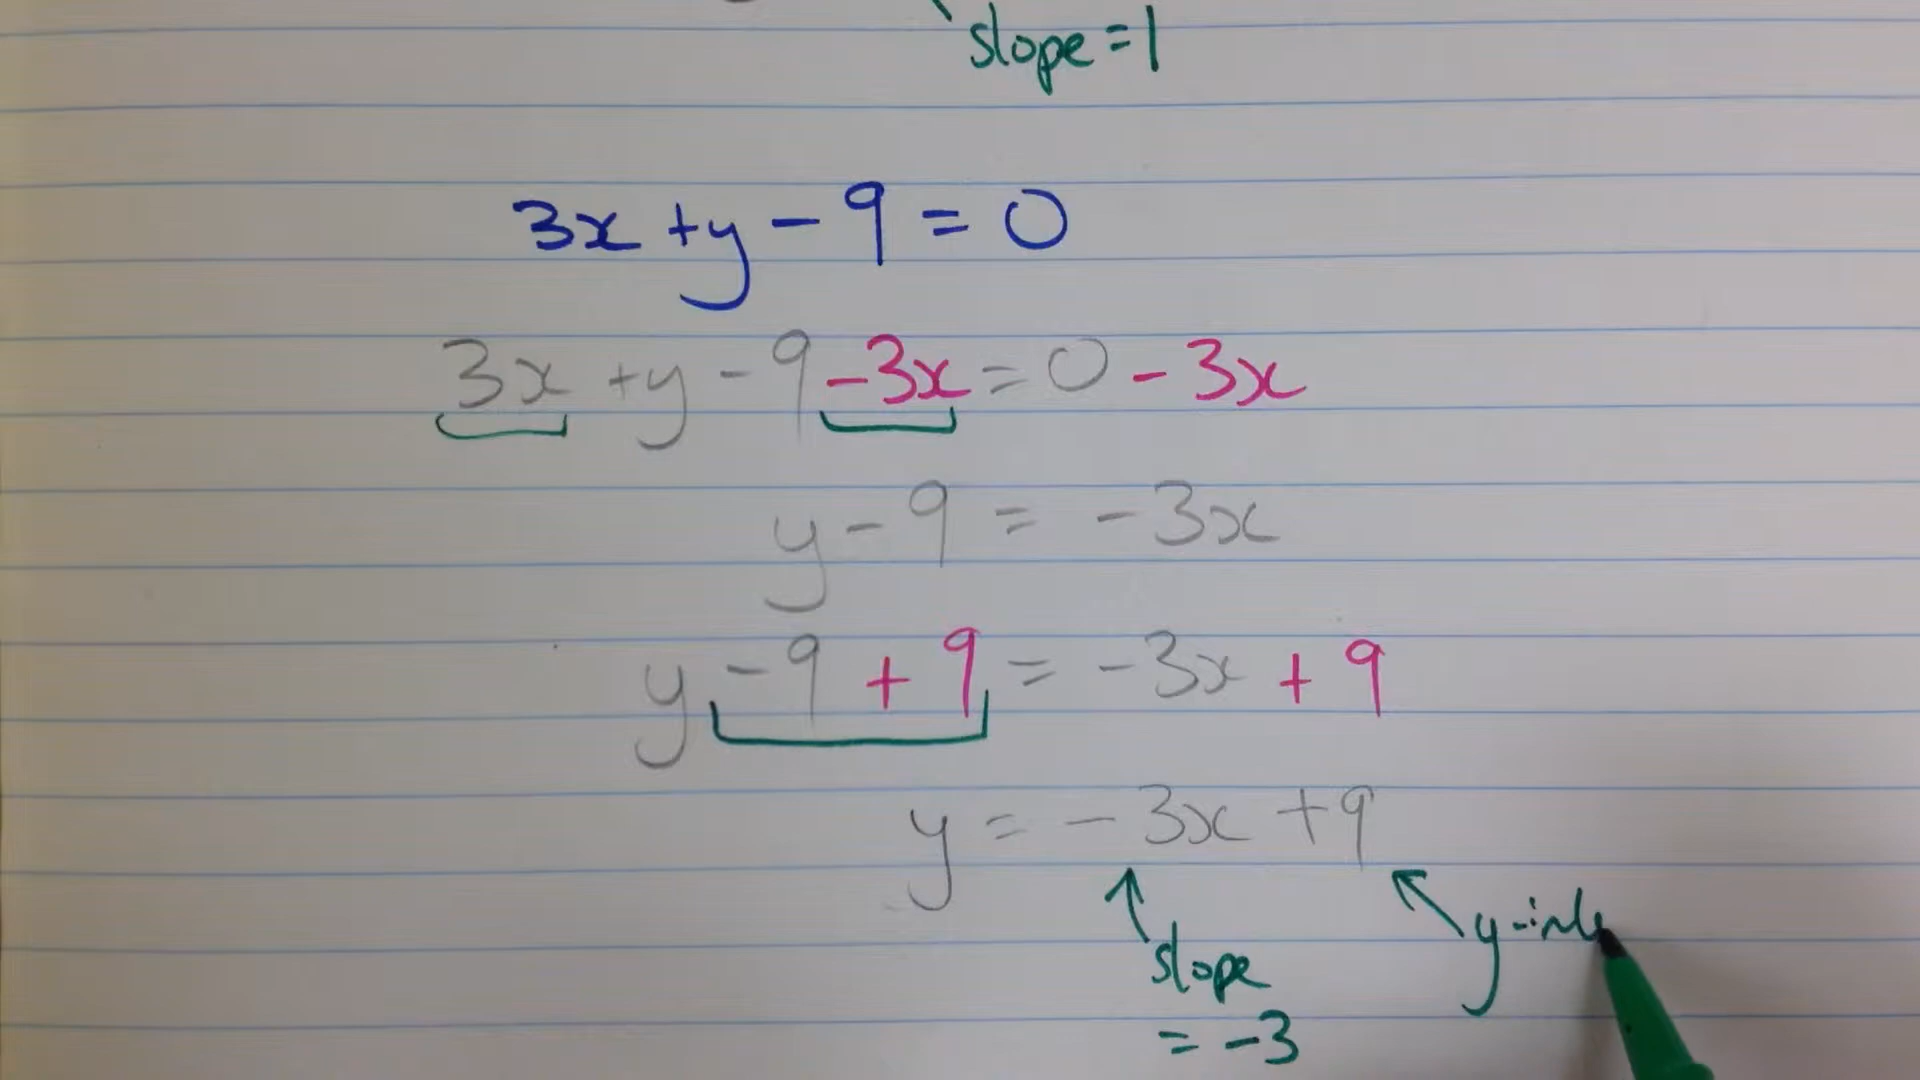 slope = 1
3x + y - 9 = 0
3x + y - 9 - 3x = 0 - 3x
y - 9 = -3x
y - 9 + 9 = -3x + 9
y = -3x + 9
slope
= -3
y-inte